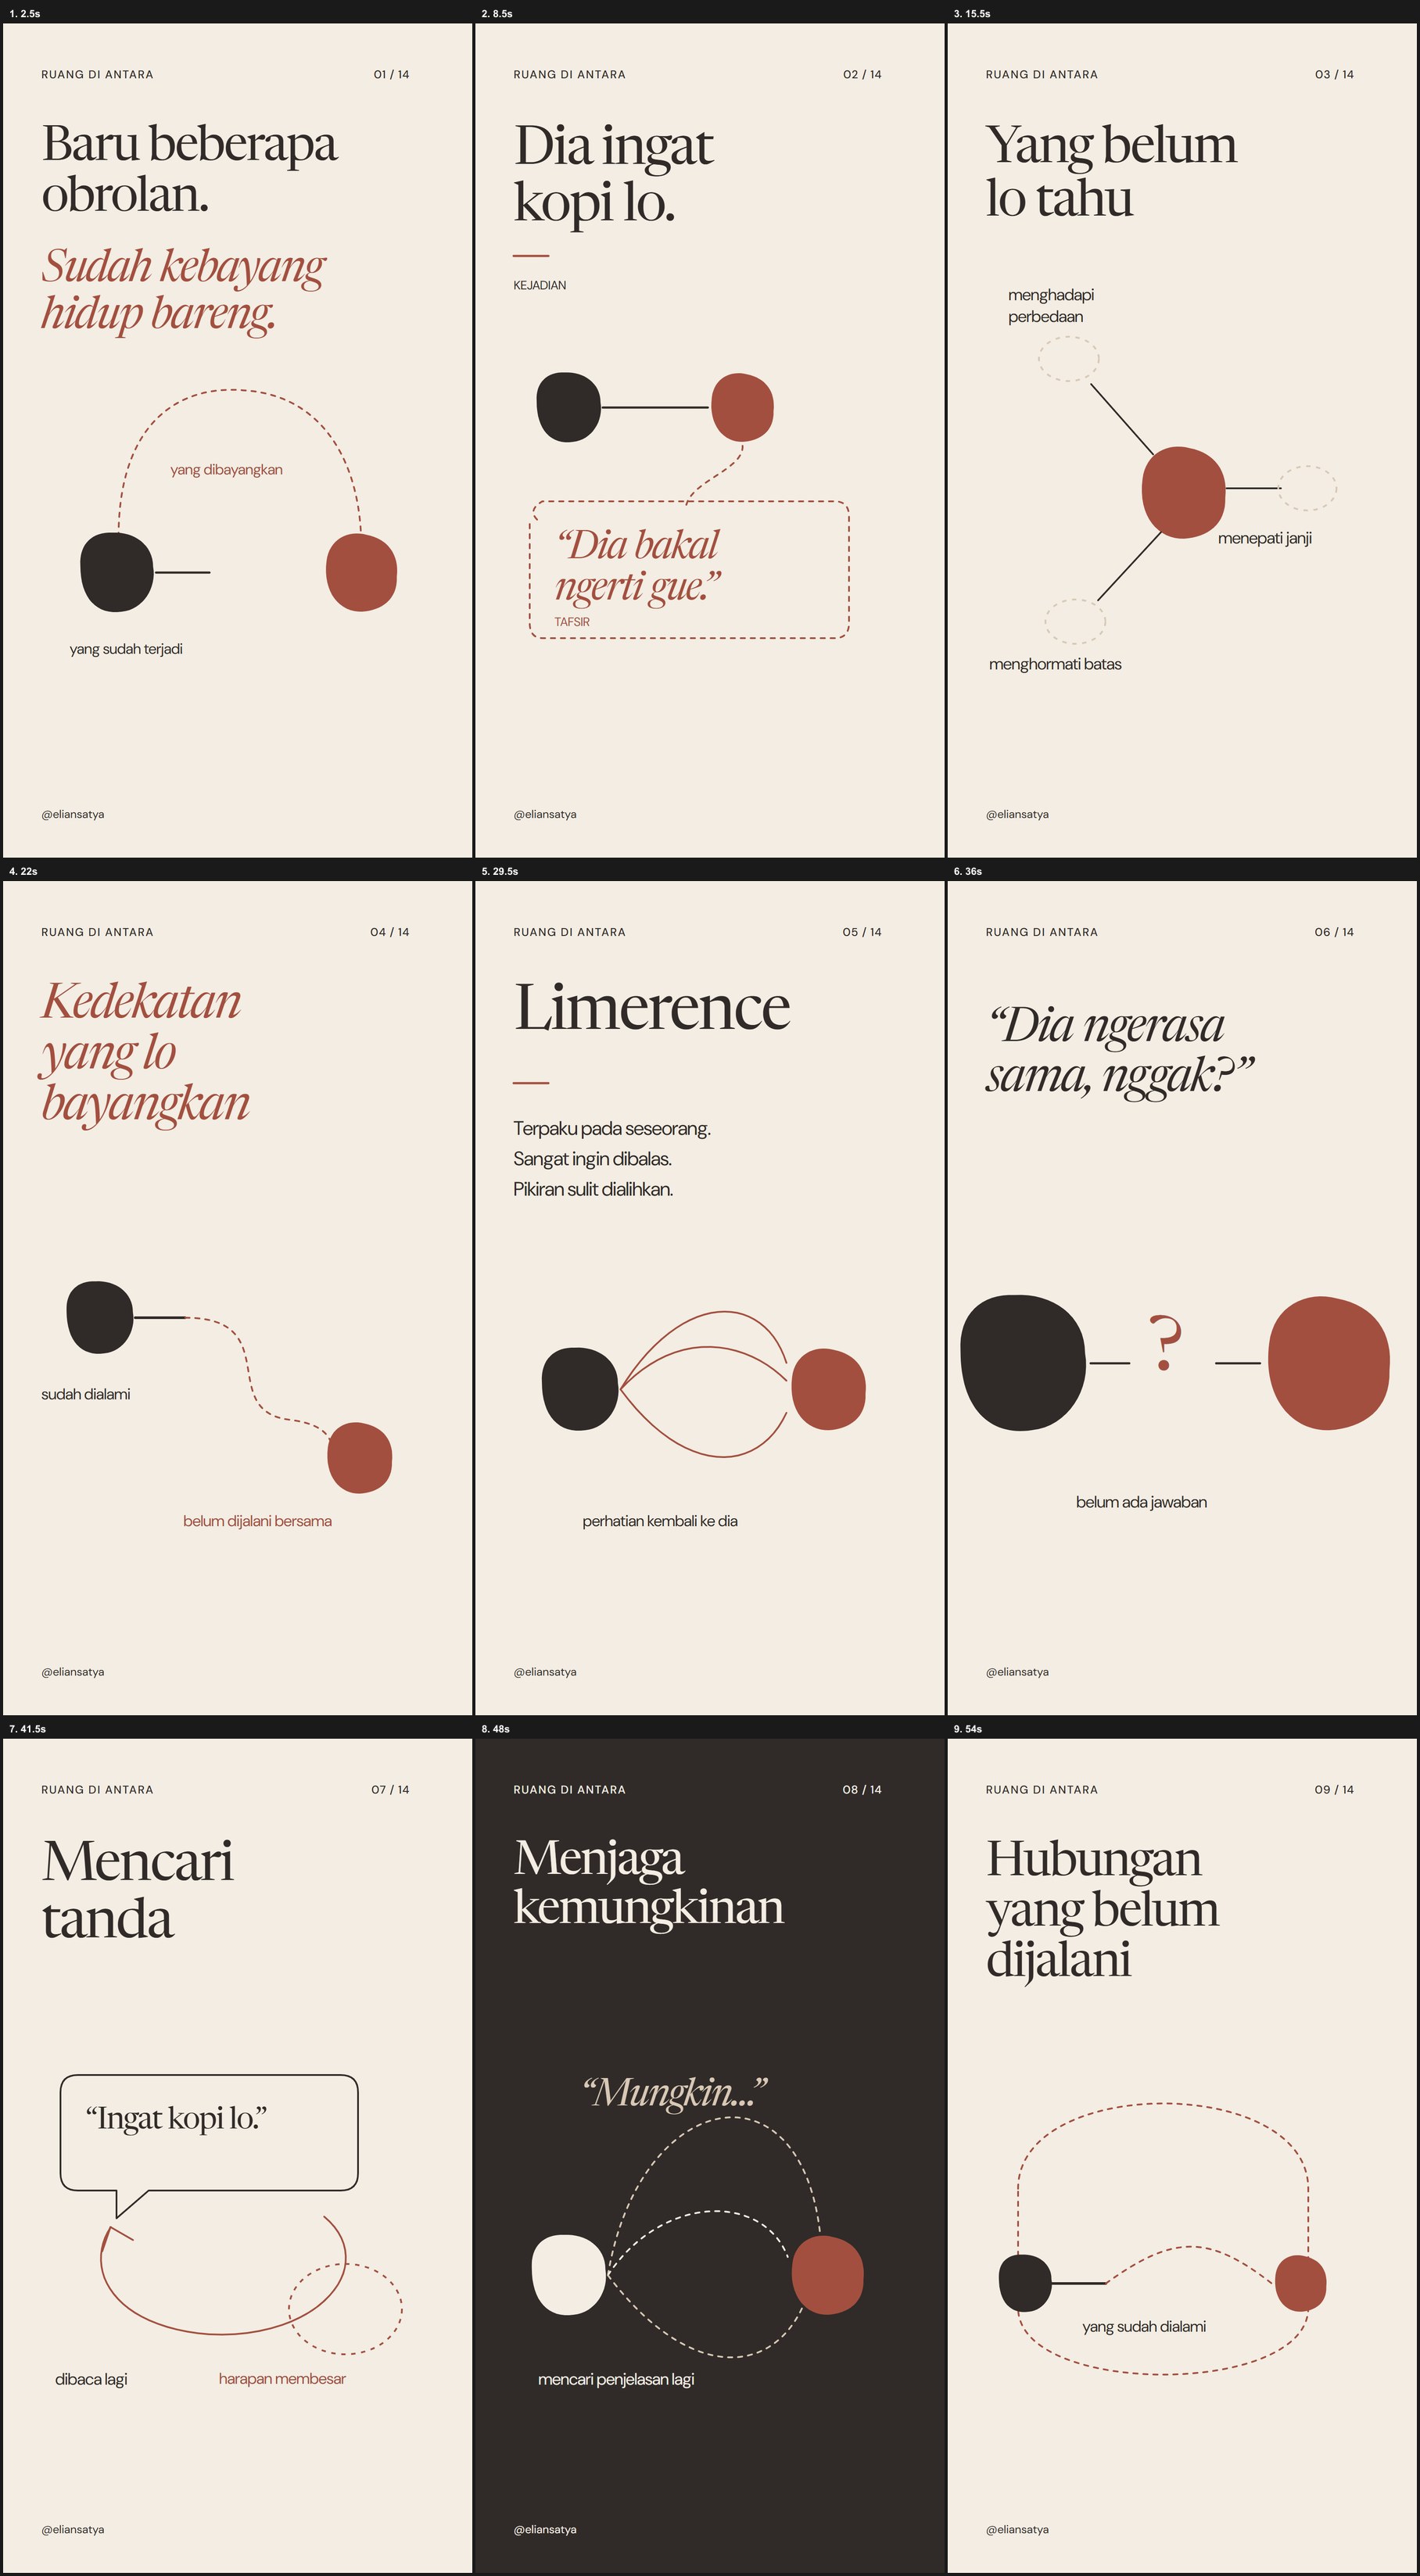 1. 2.5s
RUANG DI ANTARA
01 / 14
Baru beberapa
obrolan.
Sudah kebayang
hidup bareng.
yang dibayangkan
yang sudah terjadi
@eliansatya
2. 8.5s
RUANG DI ANTARA
02 / 14
Dia ingat
kopi lo.
KEJADIAN
“Dia bakal
ngerti gue.”
TAFSIR
@eliansatya
3. 15.5s
RUANG DI ANTARA
03 / 14
Yang belum
lo tahu
menghadapi
perbedaan
menepati janji
menghormati batas
@eliansatya
4. 22s
RUANG DI ANTARA
04 / 14
Kedekatan
yang lo
bayangkan
sudah dialami
belum dijalani bersama
@eliansatya
5. 29.5s
RUANG DI ANTARA
05 / 14
Limerence
Terpaku pada seseorang.
Sangat ingin dibalas.
Pikiran sulit dialihkan.
perhatian kembali ke dia
@eliansatya
6. 36s
RUANG DI ANTARA
06 / 14
“Dia ngerasa
sama, nggak?”
?
belum ada jawaban
@eliansatya
7. 41.5s
RUANG DI ANTARA
07 / 14
Mencari
tanda
“Ingat kopi lo.”
dibaca lagi
harapan membesar
@eliansatya
8. 48s
RUANG DI ANTARA
08 / 14
Menjaga
kemungkinan
“Mungkin...”
mencari penjelasan lagi
@eliansatya
9. 54s
RUANG DI ANTARA
09 / 14
Hubungan
yang belum
dijalani
yang sudah dialami
@eliansatya